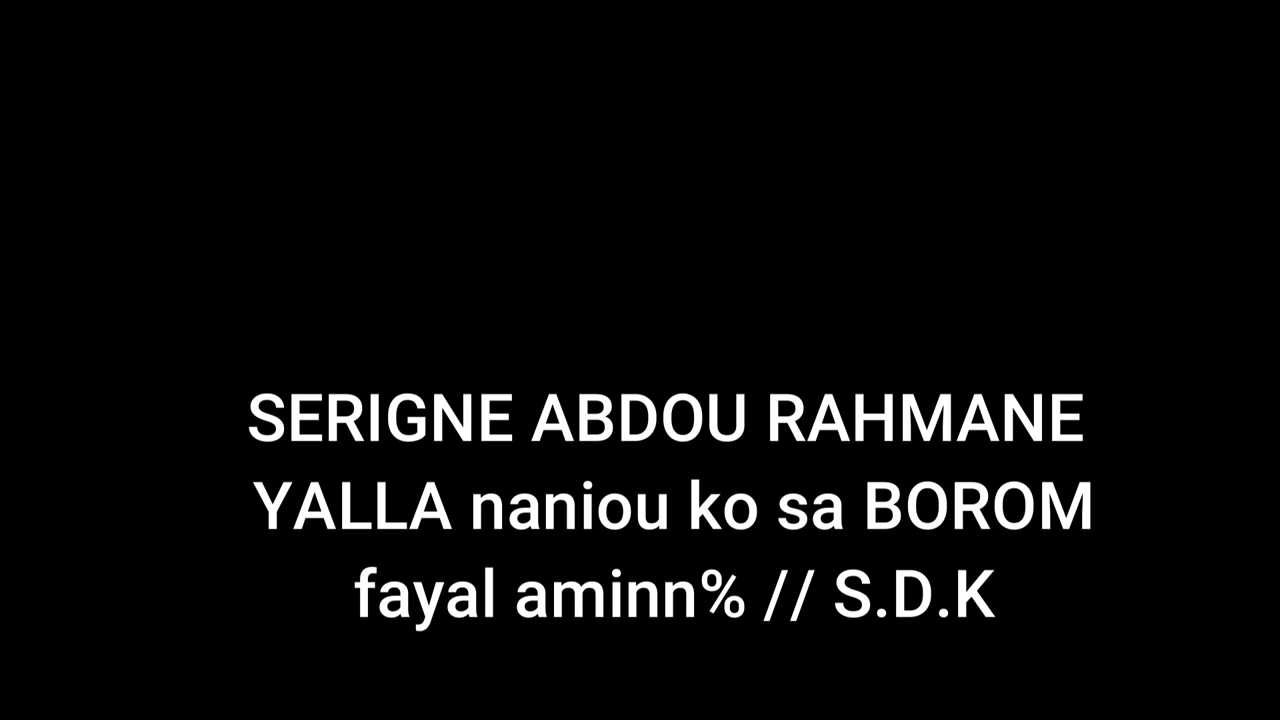 SERIGNE ABDOU RAHMANE
YALLA naniou ko sa BOROM
fayal aminn% // S.D.K